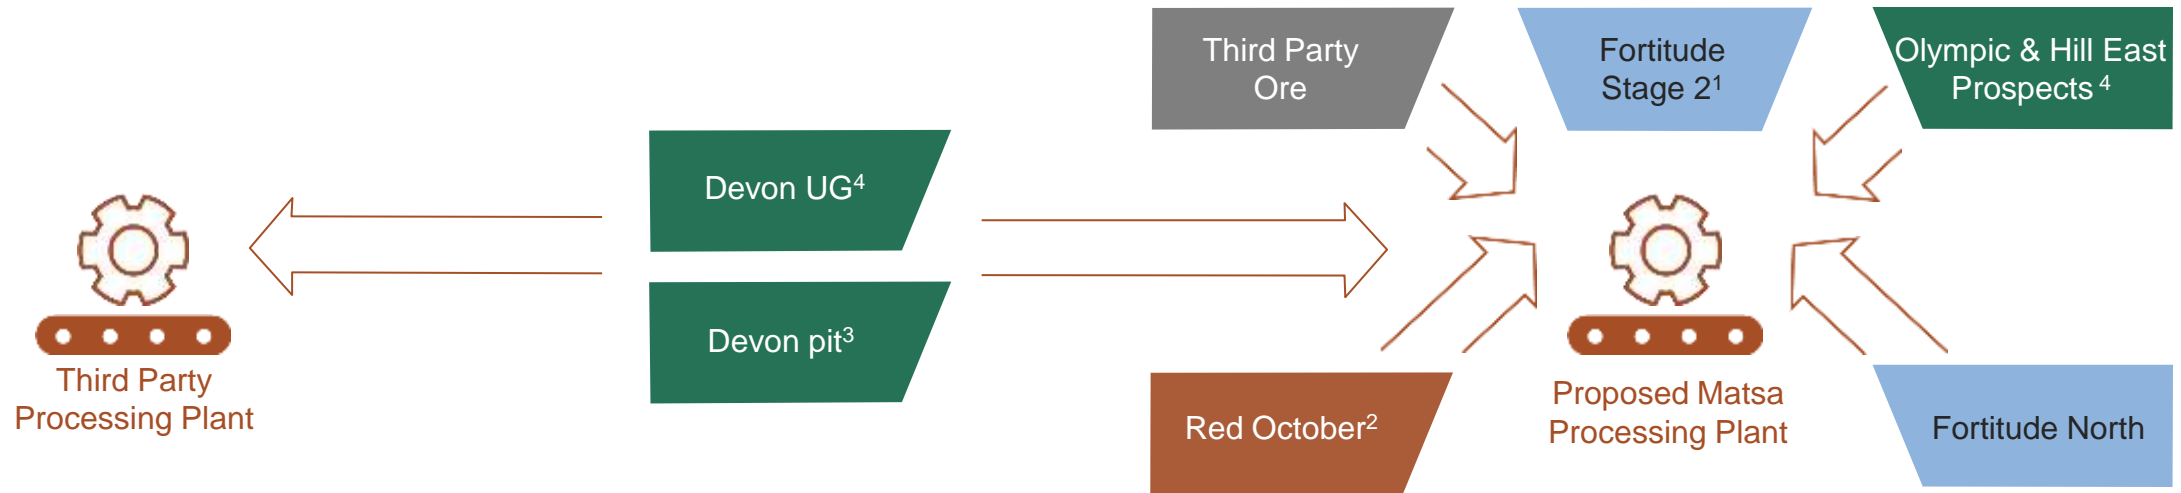 Third Party
Processing Plant
Devon UG⁴
Devon pit³
Third Party
Ore
Fortitude
Stage 2¹
Olympic & Hill East
Prospects ⁴
Red October²
Proposed Matsa
Processing Plant
Fortitude North